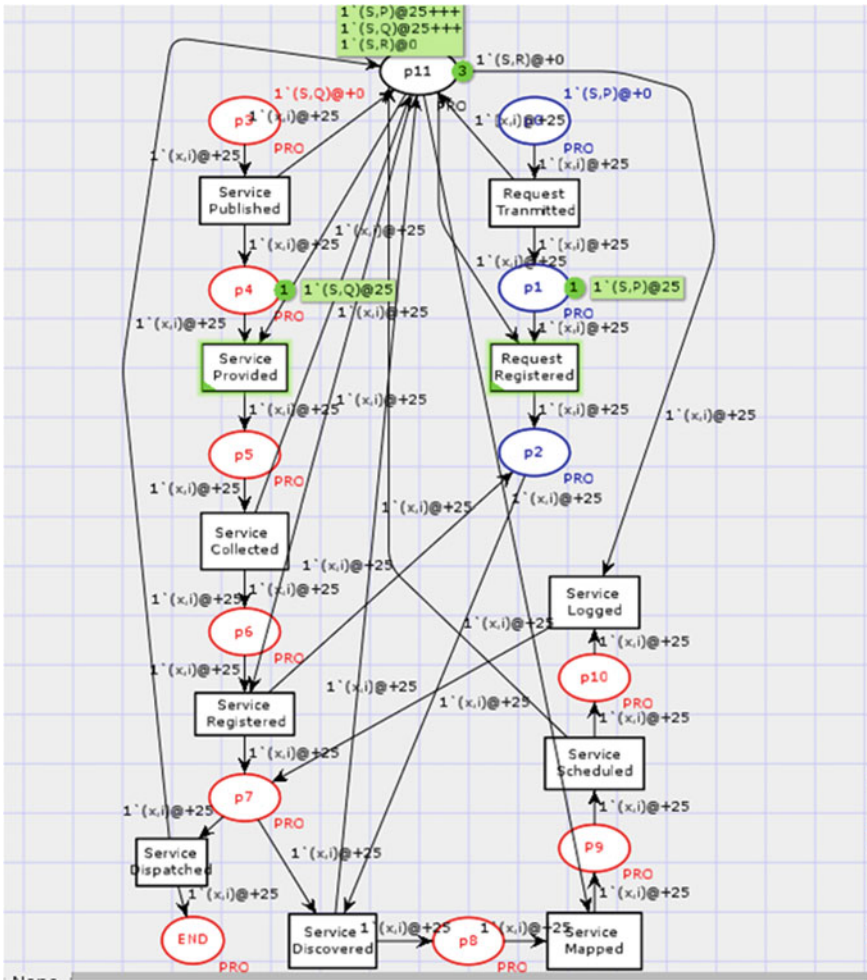 1`(S,P)@25+++
1`(S,Q)@25+++
1`(S,R)@0
p11
3
1`(S,R)@+0
PRO
1`(S,Q)@+0
1`(S,P)@+0
p3
1`(x,i)@+25
1`(x,i)@+25
PRO
PRO
1`(x,i)@+25
1`(x,i)@+25
Service
Published
Request
Tranmitted
1`(x,i)@+25
1`(x,i)@+25
1`(x,i)@+25
1`(x,i)@+25
p4
1
1`(S,Q)@25
p1
1
1`(S,P)@25
PRO
PRO
1`(x,i)@+25
1`(x,i)@+25
1`(x,i)@+25
Service
Provided
Request
Registered
1`(x,i)@+25
1`(x,i)@+25
1`(x,i)@+25
1`(x,i)@+25
p5
p2
PRO
PRO
1`(x,i)@+25
1`(x,i)@+25
1`(x,i)@+25
Service
Collected
1`(x,i)@+25
1`(x,i)@+25
1`(x,i)@+25
Service
Logged
p6
1`(x,i)@+25
PRO
1`(x,i)@+25
1`(x,i)@+25
p10
1`(x,i)@+25
1`(x,i)@+25
PRO
Service
Registered
1`(x,i)@+25
1`(x,i)@+25
Service
Scheduled
p7
PRO
1`(x,i)@+25
1`(x,i)@+25
P9
Service
Dispatched
1`(x,i)@+25
PRO
1`(x,i)@+25
1`(x,i)@+25
END
PRO
Service
Discovered
1`(x,i)@+25
p8
PRO
1`(x,i)@+25
Service
Mapped